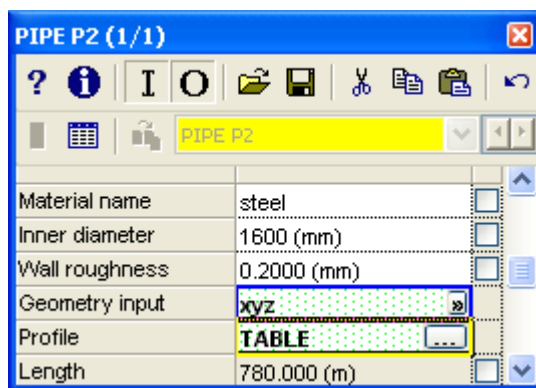 PIPE P2 (1/1)
? i I O
PIPE P2
Material name steel
Inner diameter 1600 (mm)
Wall roughness 0.2000 (mm)
Geometry input xyz »
Profile TABLE ...
Length 780.000 (m)